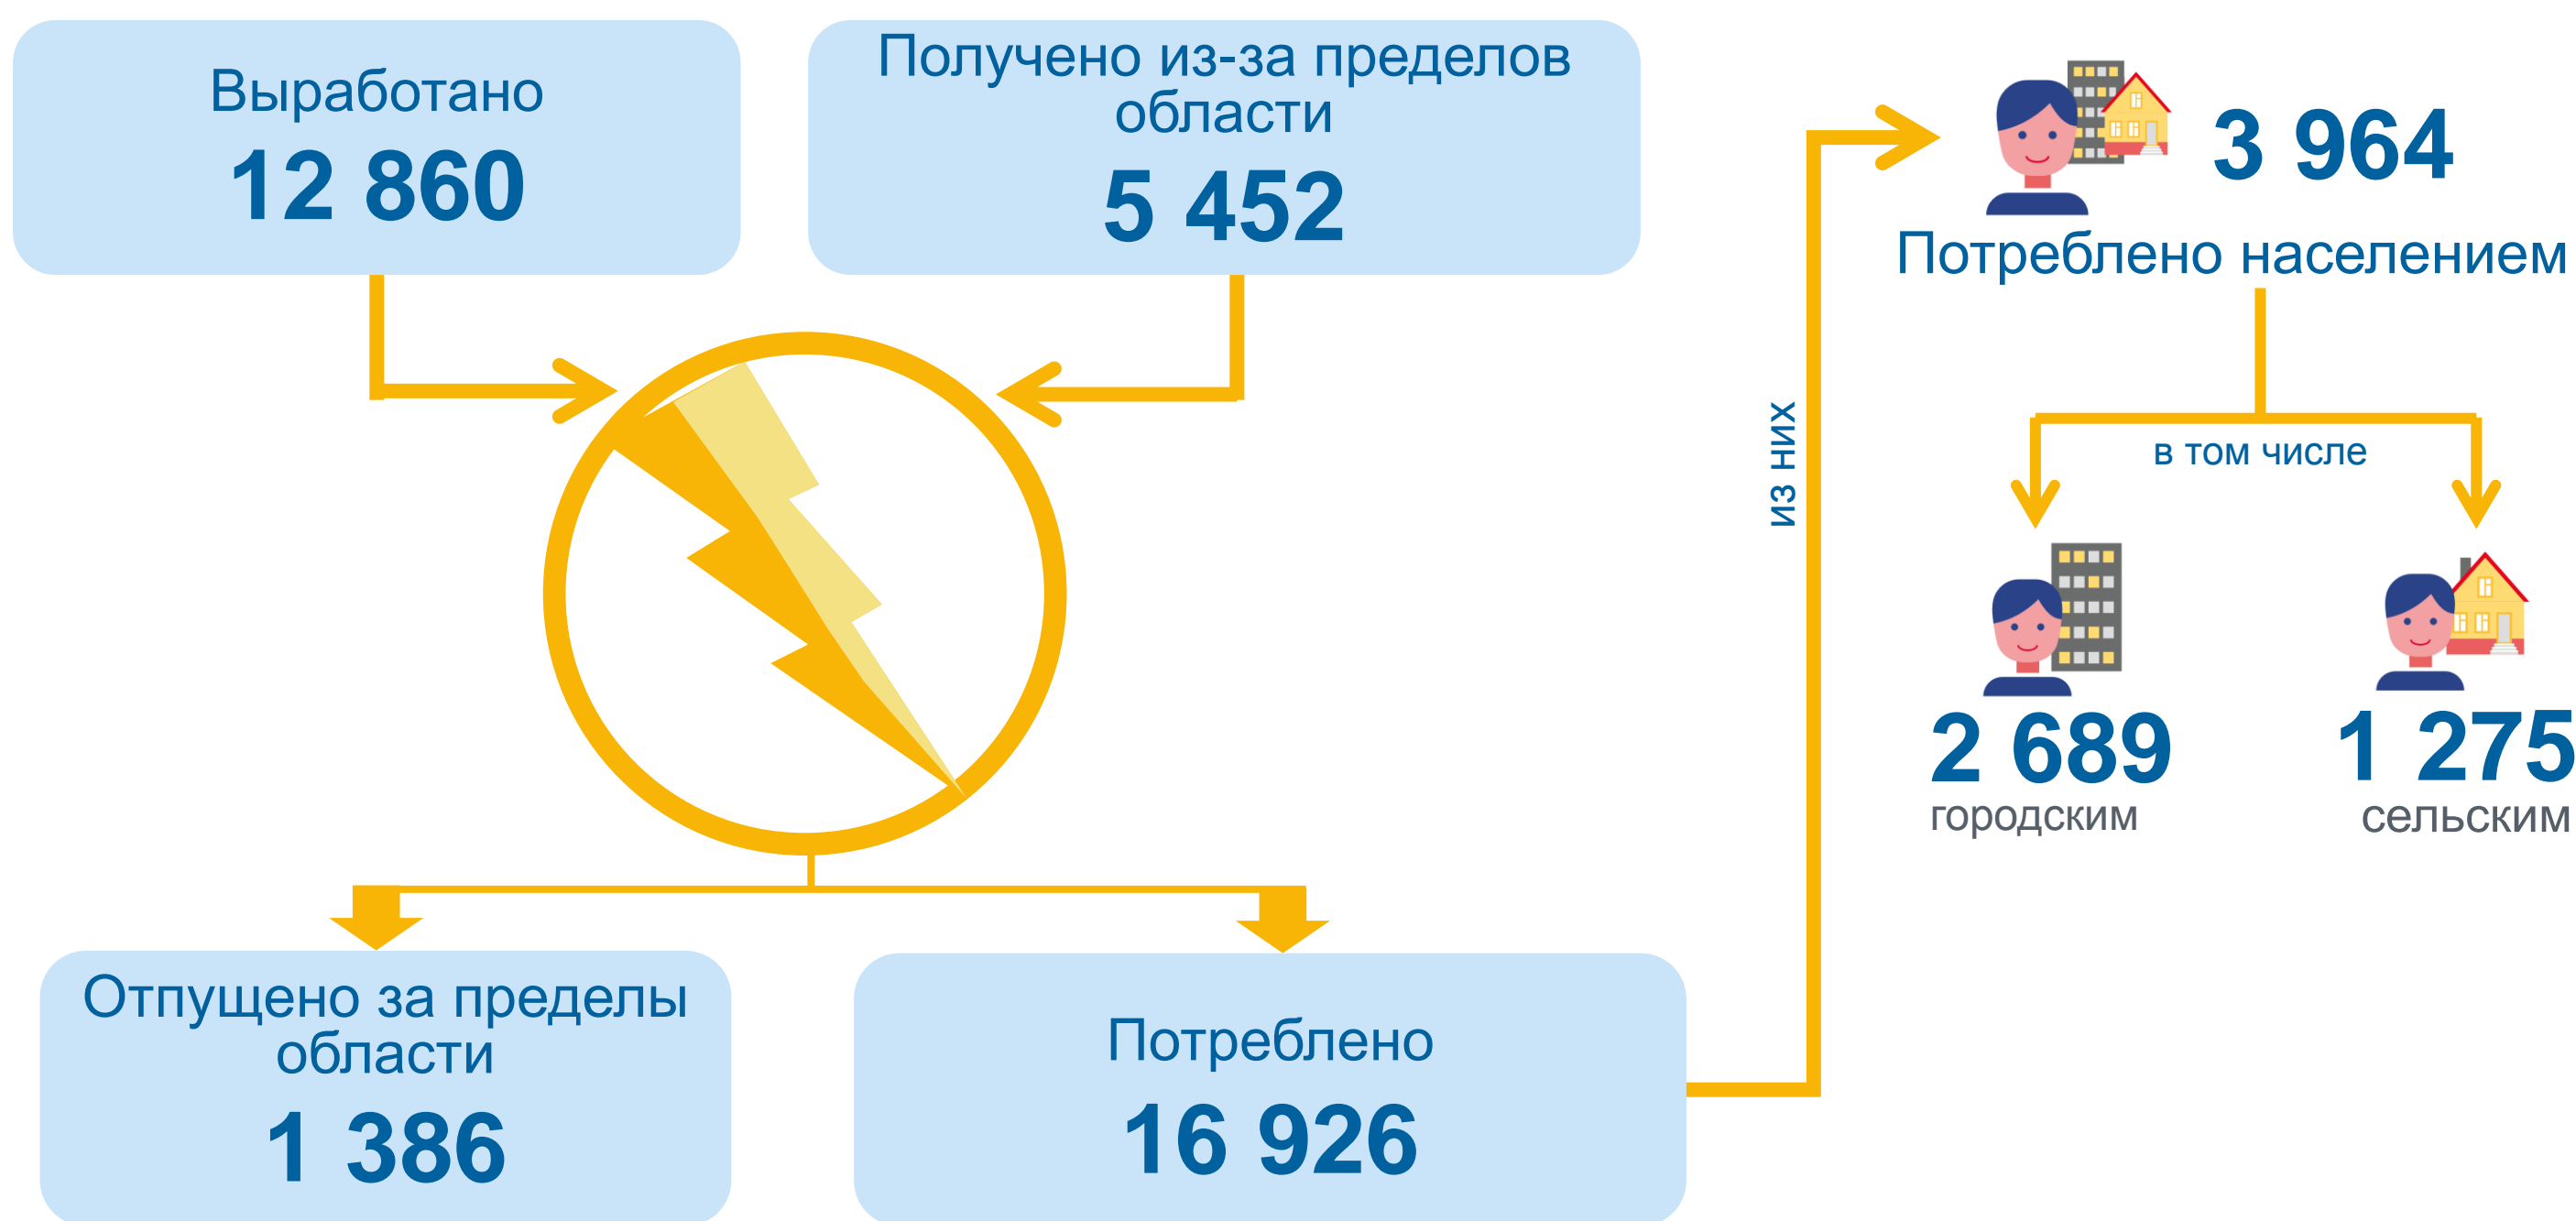 Выработано
12 860
Получено из-за пределов
области
5 452
Отпущено за пределы
области
1 386
Потреблено
16 926
из них
3 964
Потреблено населением
в том числе
2 689
городским
1 275
сельским